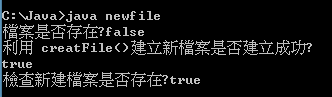 C:\Java>java newfile
檔案是否存在?false
利用 creatFile()建立新檔案是否建立成功?
true
檢查新建檔案是否存在?true